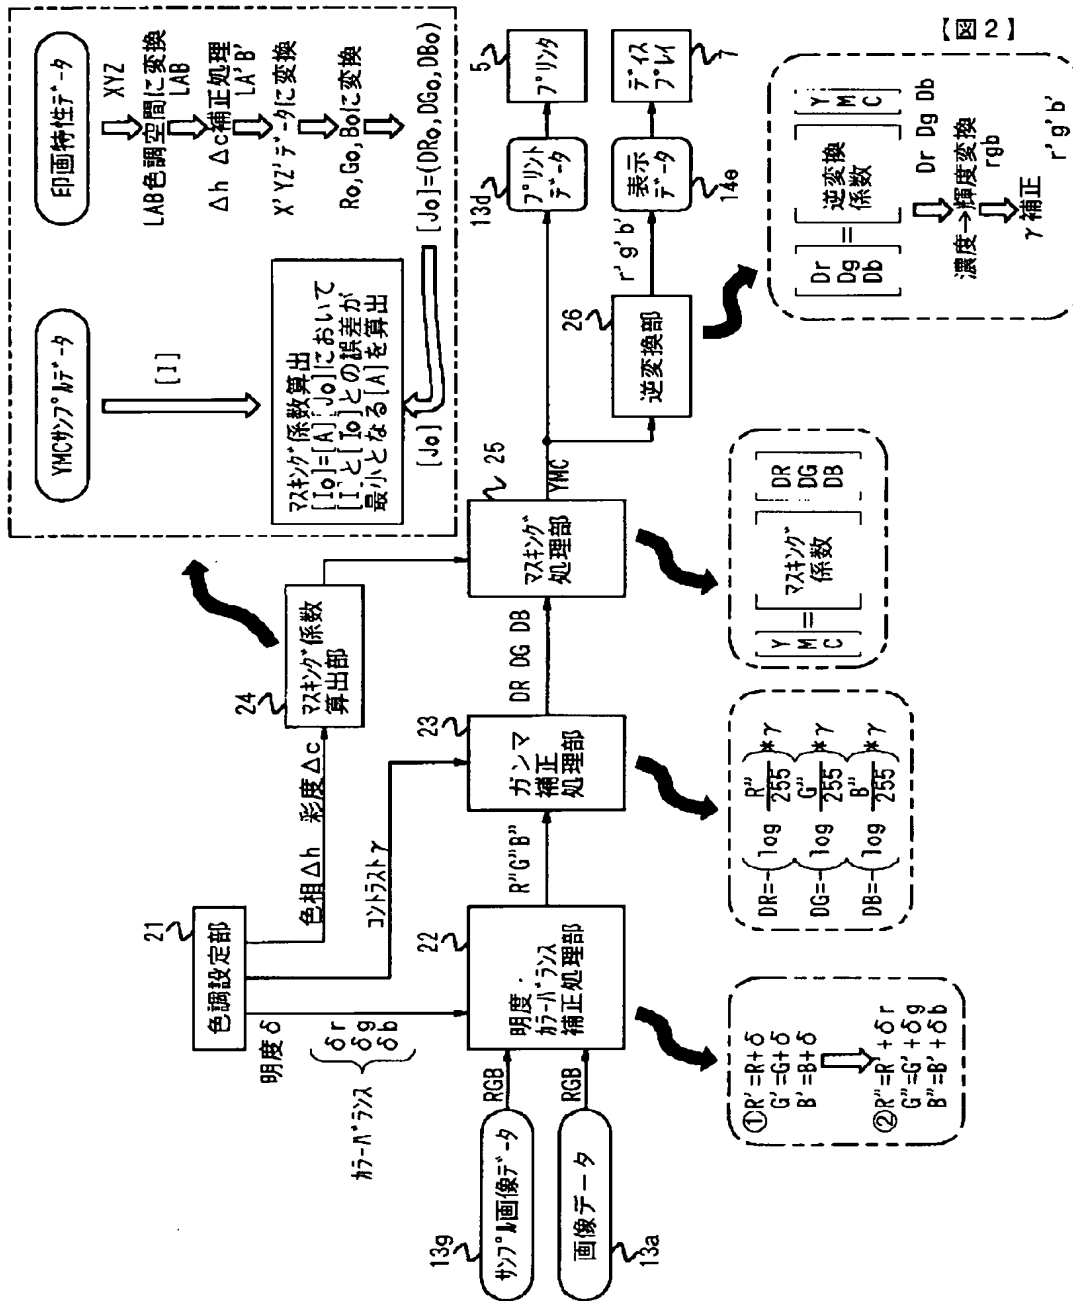 【図2】
21
色調設定部
明度δ
カラーバランス
δr
δg
δb
色相Δh 彩度Δc
コントラストγ
13g
サンプル画像データ
RGB
画像データ
13a
RGB
22
明度・
カラーバランス
補正処理部
R"G"B"
23
ガンマ
補正
処理部
DR DG DB
24
マスキング係数
算出部
25
マスキング
処理部
YMC
26
逆変換部
r'g'b'
13d
プリント
データ
5
プリンタ
14e
表示
データ
7
ディス
プレイ
YMCサンプルデータ
[I]
マスキング係数算出
[Io]=[A][Jo]において
[I]と[Io]との誤差が
最小となる[A]を算出
[Jo]
印画特性データ
XYZ
LAB色調空間に変換
LAB
Δh Δc補正処理
LA'B'
X'YZ'データに変換
Ro,Go,Boに変換
[Jo]=(DRo,DGo,DBo)
①R'=R+δ
G'=G+δ
B'=B+δ
②R"=R'+δr
G"=G'+δg
B"=B'+δb
DR=-(log R"/255)*γ
DG=-(log G"/255)*γ
DB=-(log B"/255)*γ
[Y M C]=[マスキング係数][DR DG DB]
[Dr Dg Db]=[逆変換係数][Y M C]
Dr Dg Db
濃度→輝度変換
rgb
γ補正
r'g'b'